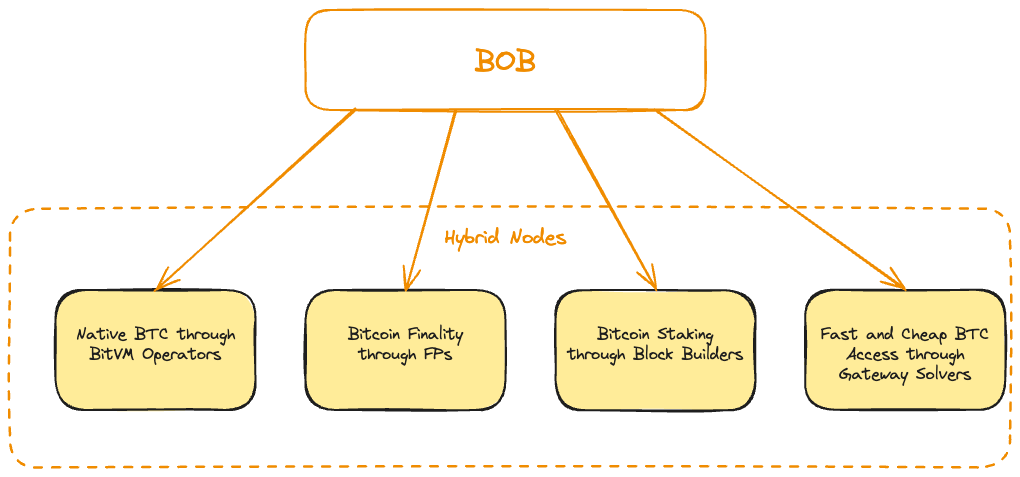 BOB
Hybrid Nodes
Native BTC through
BitVM Operators
Bitcoin Finality
through FPs
Bitcoin Staking
through Block Builders
Fast and Cheap BTC
Access through
Gateway Solvers